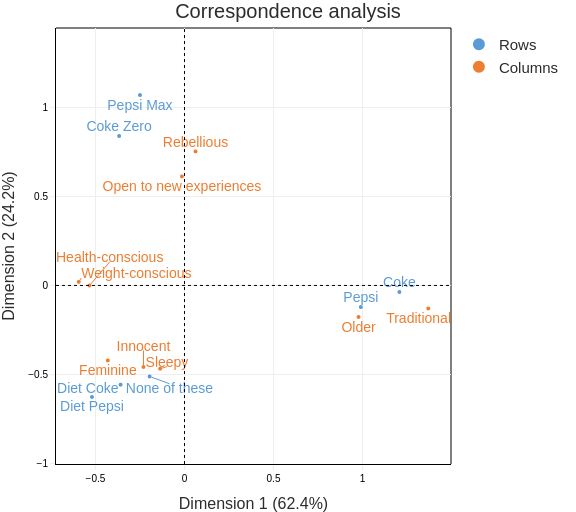 Correspondence analysis
Rows
Columns
Pepsi Max
Coke Zero
Rebellious
Open to new experiences
Health-conscious
Weight-conscious
Coke
Pepsi
Traditional
Older
Innocent
Sleepy
Feminine
Diet Coke
None of these
Diet Pepsi
1
0.5
0
−0.5
−1
−0.5
0
0.5
1
Dimension 2 (24.2%)
Dimension 1 (62.4%)